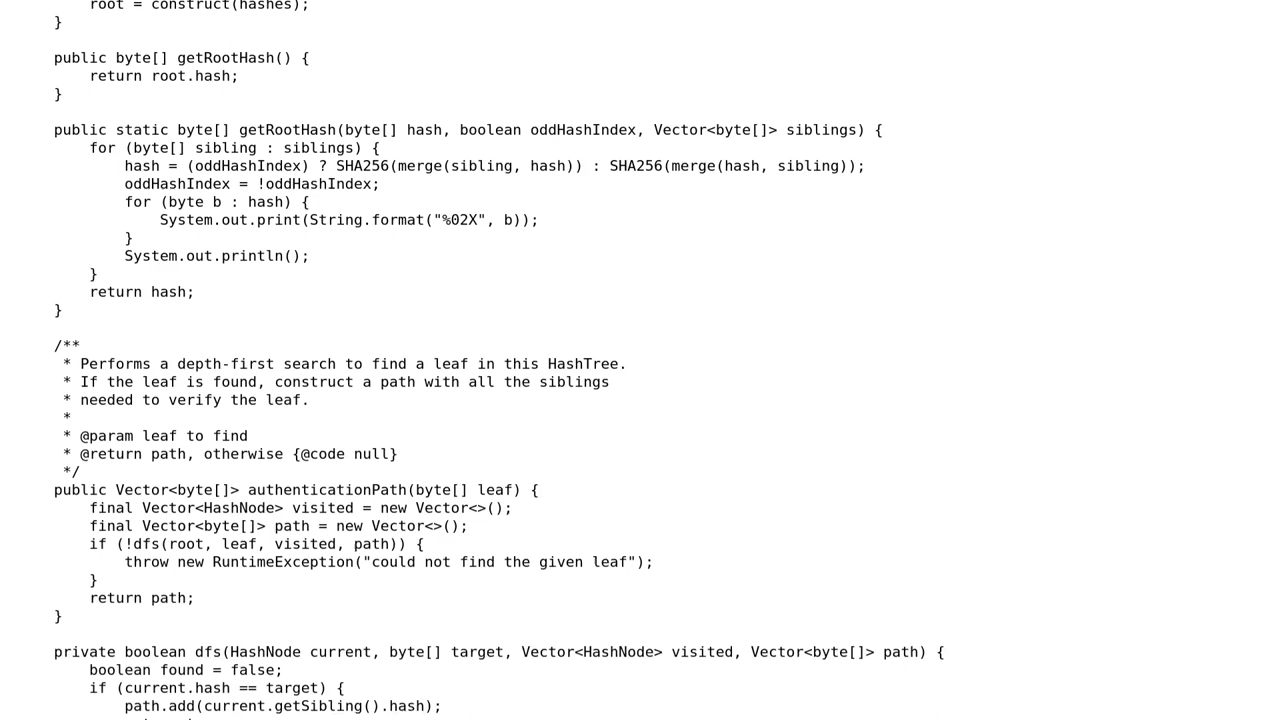 root = construct(hashes);
}
public byte[] getRootHash() {
return root.hash;
}
public static byte[] getRootHash(byte[] hash, boolean oddHashIndex, Vector<byte[]> siblings) {
for (byte[] sibling : siblings) {
hash = (oddHashIndex) ? SHA256(merge(sibling, hash)) : SHA256(merge(hash, sibling));
oddHashIndex = !oddHashIndex;
for (byte b : hash) {
System.out.print(String.format("%02X", b));
}
System.out.println();
}
return hash;
}
/**
* Performs a depth-first search to find a leaf in this HashTree.
* If the leaf is found, construct a path with all the siblings
* needed to verify the leaf.
*
* @param leaf to find
* @return path, otherwise {@code null}
*/
public Vector<byte[]> authenticationPath(byte[] leaf) {
final Vector<HashNode> visited = new Vector<>();
final Vector<byte[]> path = new Vector<>();
if (!dfs(root, leaf, visited, path)) {
throw new RuntimeException("could not find the given leaf");
}
return path;
}
private boolean dfs(HashNode current, byte[] target, Vector<HashNode> visited, Vector<byte[]> path) {
boolean found = false;
if (current.hash == target) {
path.add(current.getSibling().hash);